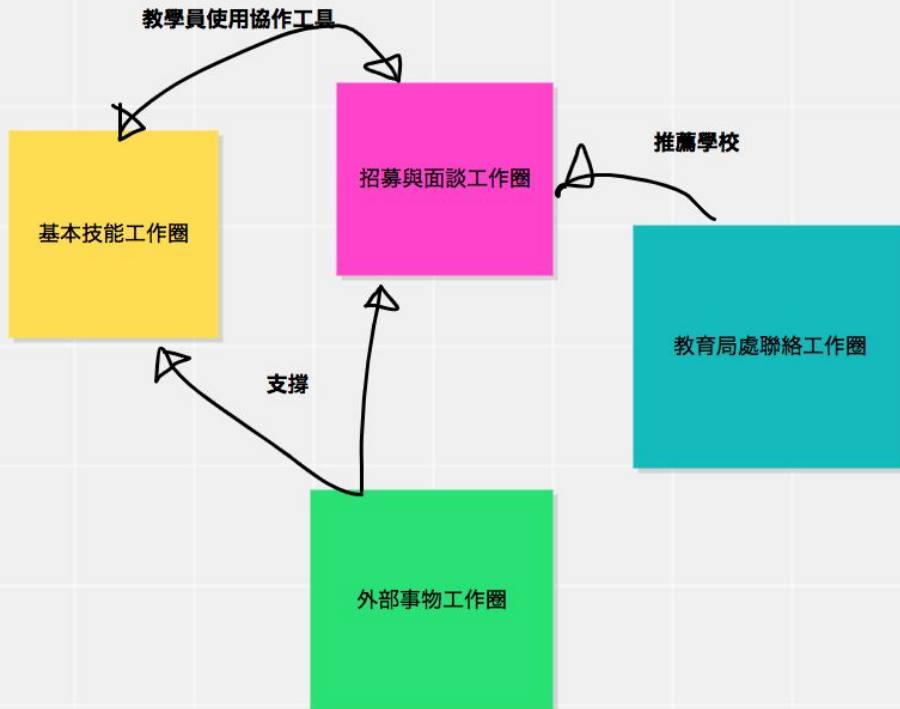 教學員使用協作工具
招募與面談工作圈
推薦學校
基本技能工作圈
教育局處聯絡工作圈
支撐
外部事物工作圈